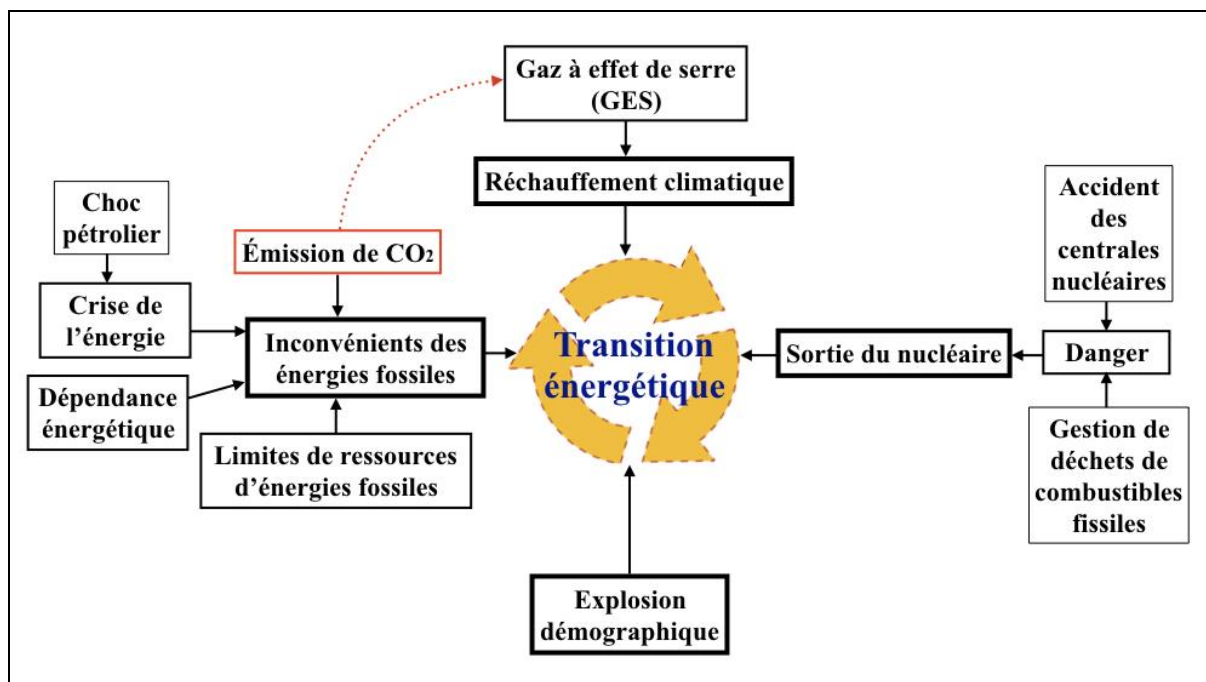 Gaz à effet de serre
(GES)
Réchauffement climatique
Choc
pétrolier
Émission de CO₂
Crise de
l’énergie
Inconvénients des
énergies fossiles
Dépendance
énergétique
Limites de ressources
d’énergies fossiles
Transition
énergétique
Sortie du nucléaire
Accident
des
centrales
nucléaires
Danger
Gestion de
déchets de
combustibles
fissiles
Explosion
démographique